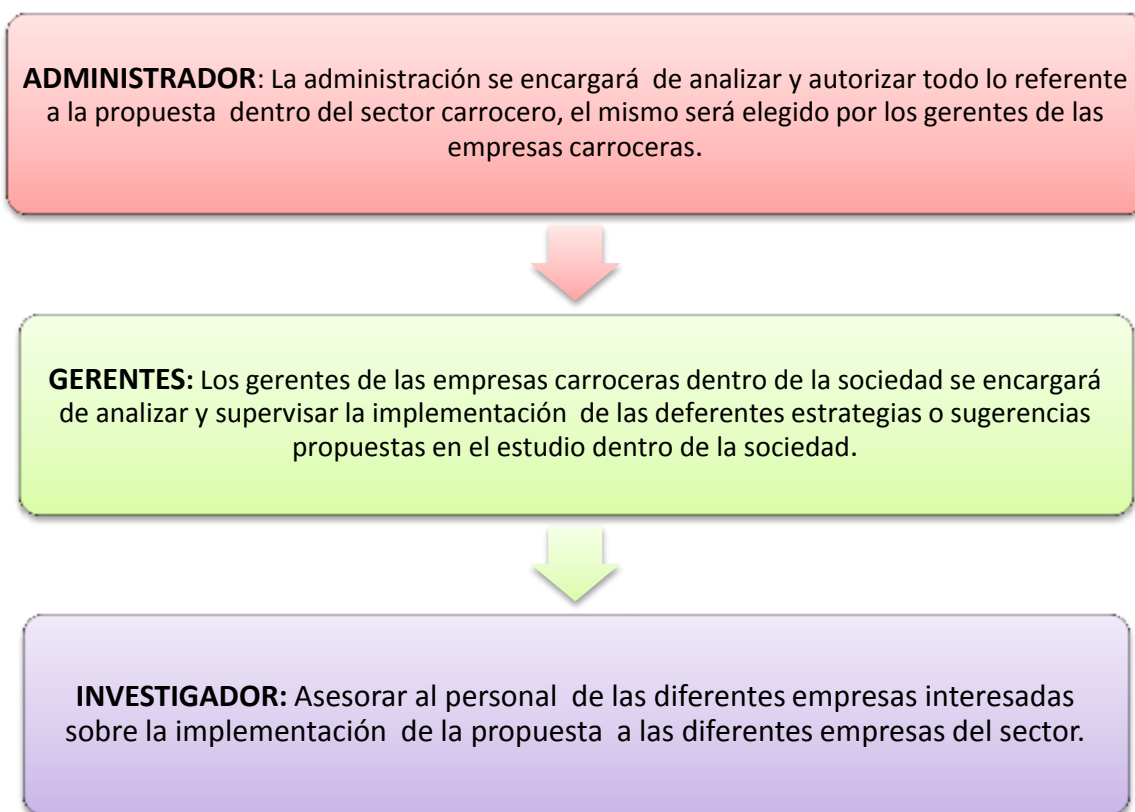 ADMINISTRADOR: La administración se encargará de analizar y autorizar todo lo referente
a la propuesta dentro del sector carrocero, el mismo será elegido por los gerentes de las
empresas carroceras.
GERENTES: Los gerentes de las empresas carroceras dentro de la sociedad se encargará
de analizar y supervisar la implementación de las deferentes estrategias o sugerencias
propuestas en el estudio dentro de la sociedad.
INVESTIGADOR: Asesorar al personal de las diferentes empresas interesadas
sobre la implementación de la propuesta a las diferentes empresas del sector.